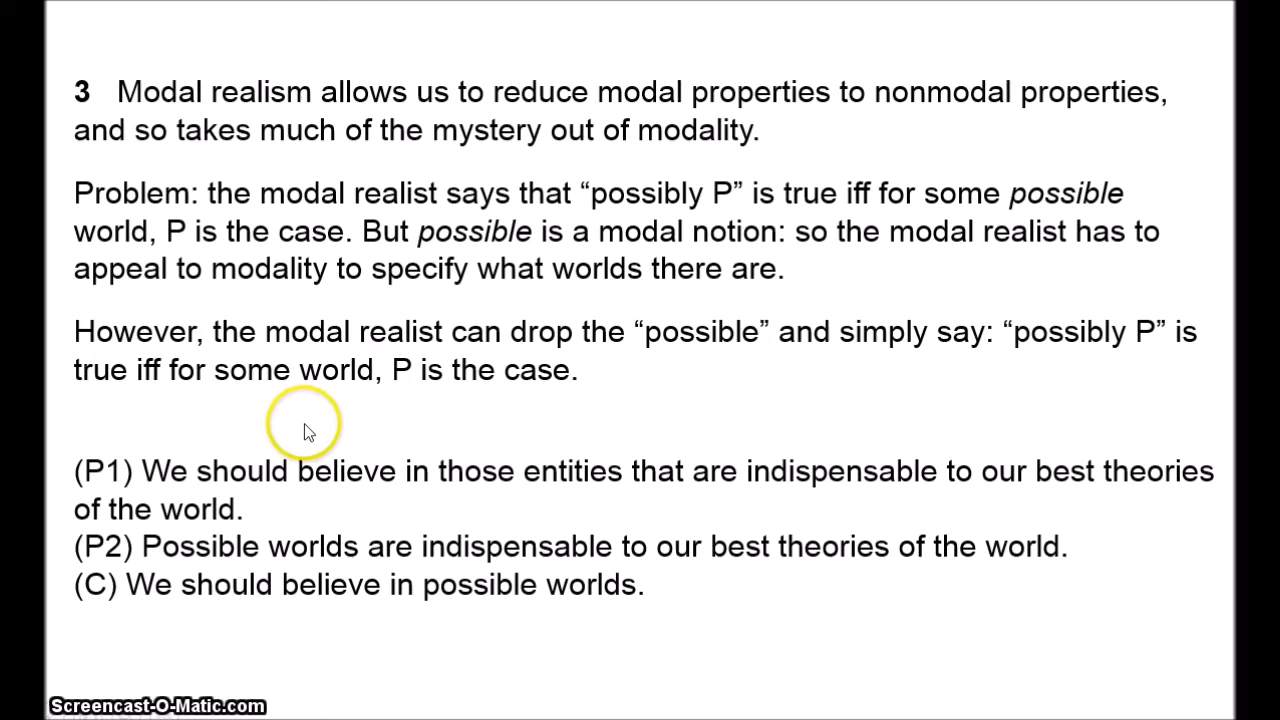 3 Modal realism allows us to reduce modal properties to nonmodal properties,
and so takes much of the mystery out of modality.
Problem: the modal realist says that “possibly P” is true iff for some possible
world, P is the case. But possible is a modal notion: so the modal realist has to
appeal to modality to specify what worlds there are.
However, the modal realist can drop the “possible” and simply say: “possibly P” is
true iff for some world, P is the case.
(P1) We should believe in those entities that are indispensable to our best theories
of the world.
(P2) Possible worlds are indispensable to our best theories of the world.
(C) We should believe in possible worlds.
Screencast-O-Matic.com